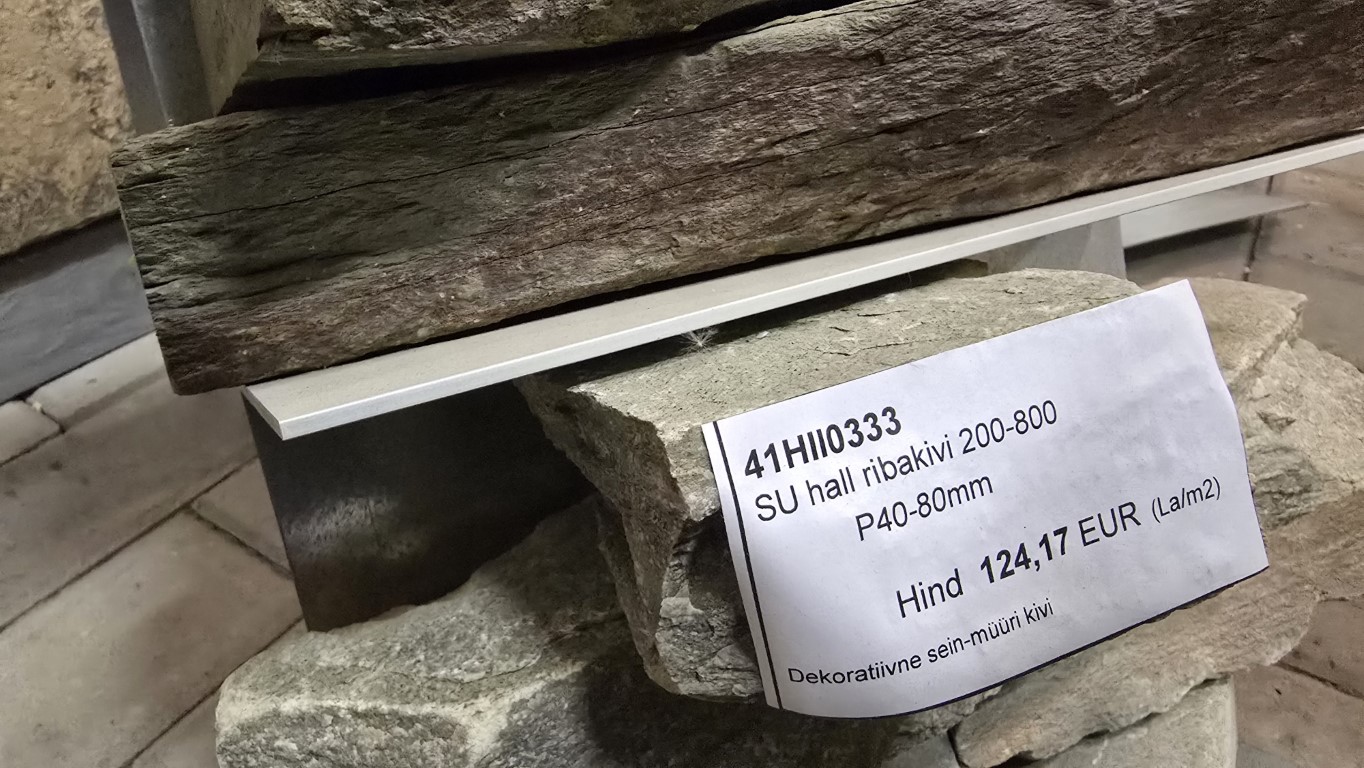 41HII0333
SU hall ribakivi 200-800
P40-80mm
Hind 124,17 EUR (La/m2)
Dekoratiivne sein-müüri kivi